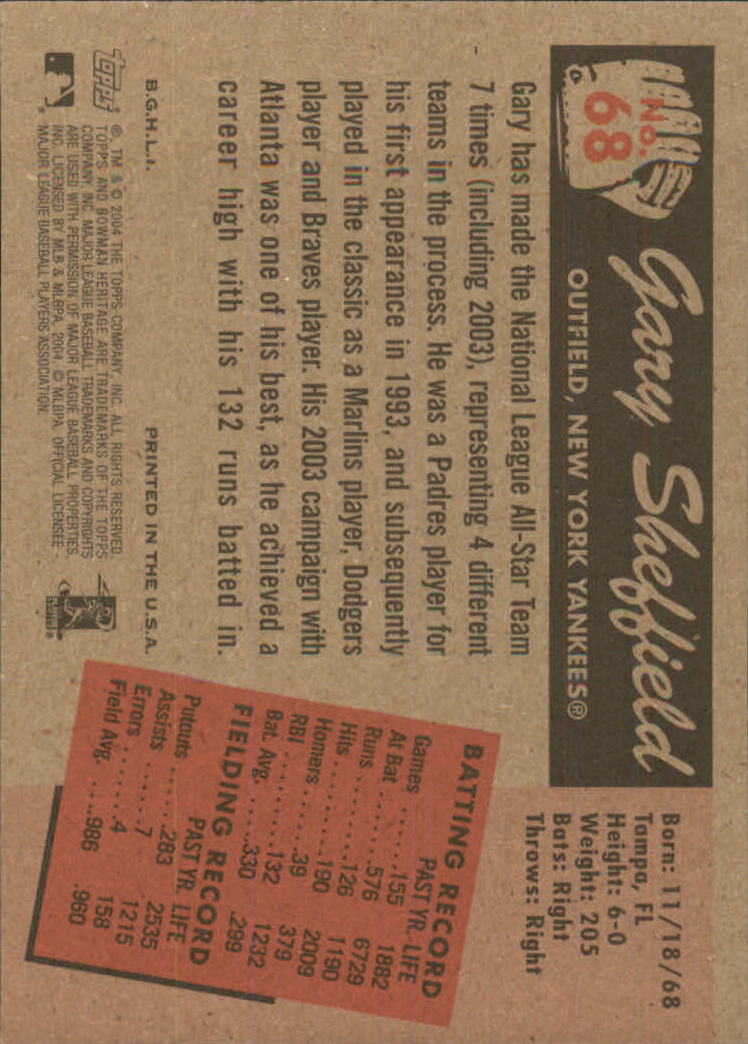 No.
68
Gary Sheffield
OUTFIELD, NEW YORK YANKEES®
Born: 11/18/68
Tampa, FL
Height: 6-0
Weight: 205
Bats: Right
Throws: Right
Gary has made the National League All-Star Team
7 times (including 2003), representing 4 different
teams in the process. He was a Padres player for
his first appearance in 1993, and subsequently
played in the classic as a Marlins player, Dodgers
player and Braves player. His 2003 campaign with
Atlanta was one of his best, as he achieved a
career high with his 132 runs batted in.
BATTING RECORD
PAST YR. LIFE
Games ......155 1882
At Bat ......576 6729
Runs ......126 1190
Hits ......190 2009
Homers ......39 379
RBI ......132 1232
Bat. Avg. .....330 .299
FIELDING RECORD
PAST YR. LIFE
Putouts .....283 2535
Assists ......7 158
Errors ......4 1215
Field Avg. .....986 .960
B.G.H.L.I. PRINTED IN THE U.S.A.
topps
® , TM & © 2004 THE TOPPS COMPANY, INC. ALL RIGHTS RESERVED.
TOPPS AND BOWMAN HERITAGE ARE TRADEMARKS OF THE TOPPS
COMPANY, INC. MAJOR LEAGUE BASEBALL TRADEMARKS AND COPYRIGHTS
ARE USED WITH PERMISSION OF MAJOR LEAGUE BASEBALL PROPERTIES,
INC. LICENSED BY MLB & MLBPA, 2004. © MLBPA. OFFICIAL LICENSEE -
MAJOR LEAGUE BASEBALL PLAYERS ASSOCIATION.